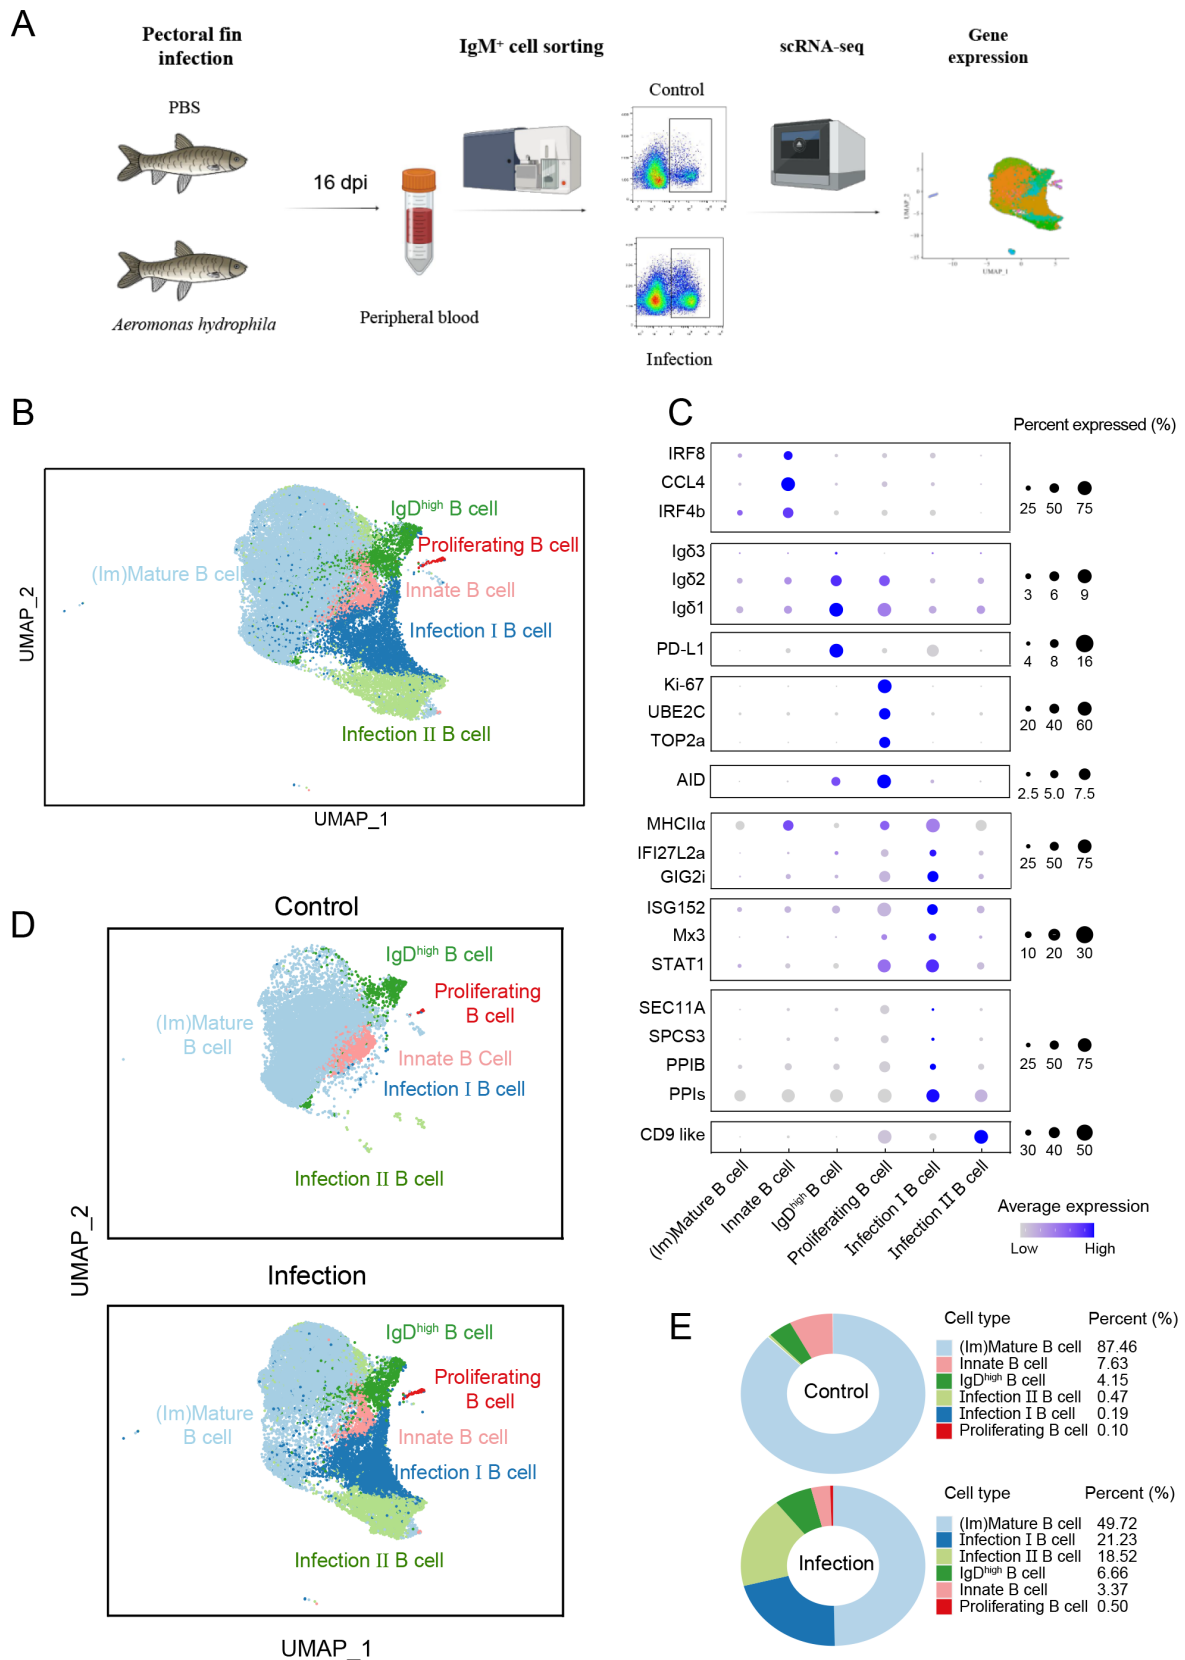 A
Pectoral fin
infection
IgM⁺ cell sorting
scRNA-seq
Gene
expression
PBS
Control
16 dpi
Aeromonas hydrophila
Peripheral blood
Infection
UMAP_2
UMAP_1
B
IgDhigh B cell
Proliferating B cell
(Im)Mature B cell
Innate B cell
Infection I B cell
Infection II B cell
UMAP_2
UMAP_1
C
Percent expressed (%)
IRF8
CCL4
IRF4b
25 50 75
Igδ3
Igδ2
Igδ1
3 6 9
PD-L1
4 8 16
Ki-67
UBE2C
TOP2a
20 40 60
AID
2.5 5.0 7.5
MHCIIα
IFI27L2a
GIG2i
25 50 75
ISG152
Mx3
STAT1
10 20 30
SEC11A
SPCS3
PPIB
PPIs
25 50 75
CD9 like
30 40 50
(Im)Mature B cell
Innate B cell
IgDhigh B cell
Proliferating B cell
Infection I B cell
Infection II B cell
Average expression
Low High
D
Control
IgDhigh B cell
Proliferating
B cell
(Im)Mature
B cell
Innate B Cell
Infection I B cell
Infection II B cell
UMAP_2
Infection
IgDhigh B cell
Proliferating
B cell
(Im)Mature
B cell
Innate B cell
Infection I B cell
Infection II B cell
UMAP_1
E
Control
Cell type Percent (%)
(Im)Mature B cell 87.46
Innate B cell 7.63
IgDhigh B cell 4.15
Infection II B cell 0.47
Infection I B cell 0.19
Proliferating B cell 0.10
Infection
Cell type Percent (%)
(Im)Mature B cell 49.72
Infection I B cell 21.23
Infection II B cell 18.52
IgDhigh B cell 6.66
Innate B cell 3.37
Proliferating B cell 0.50